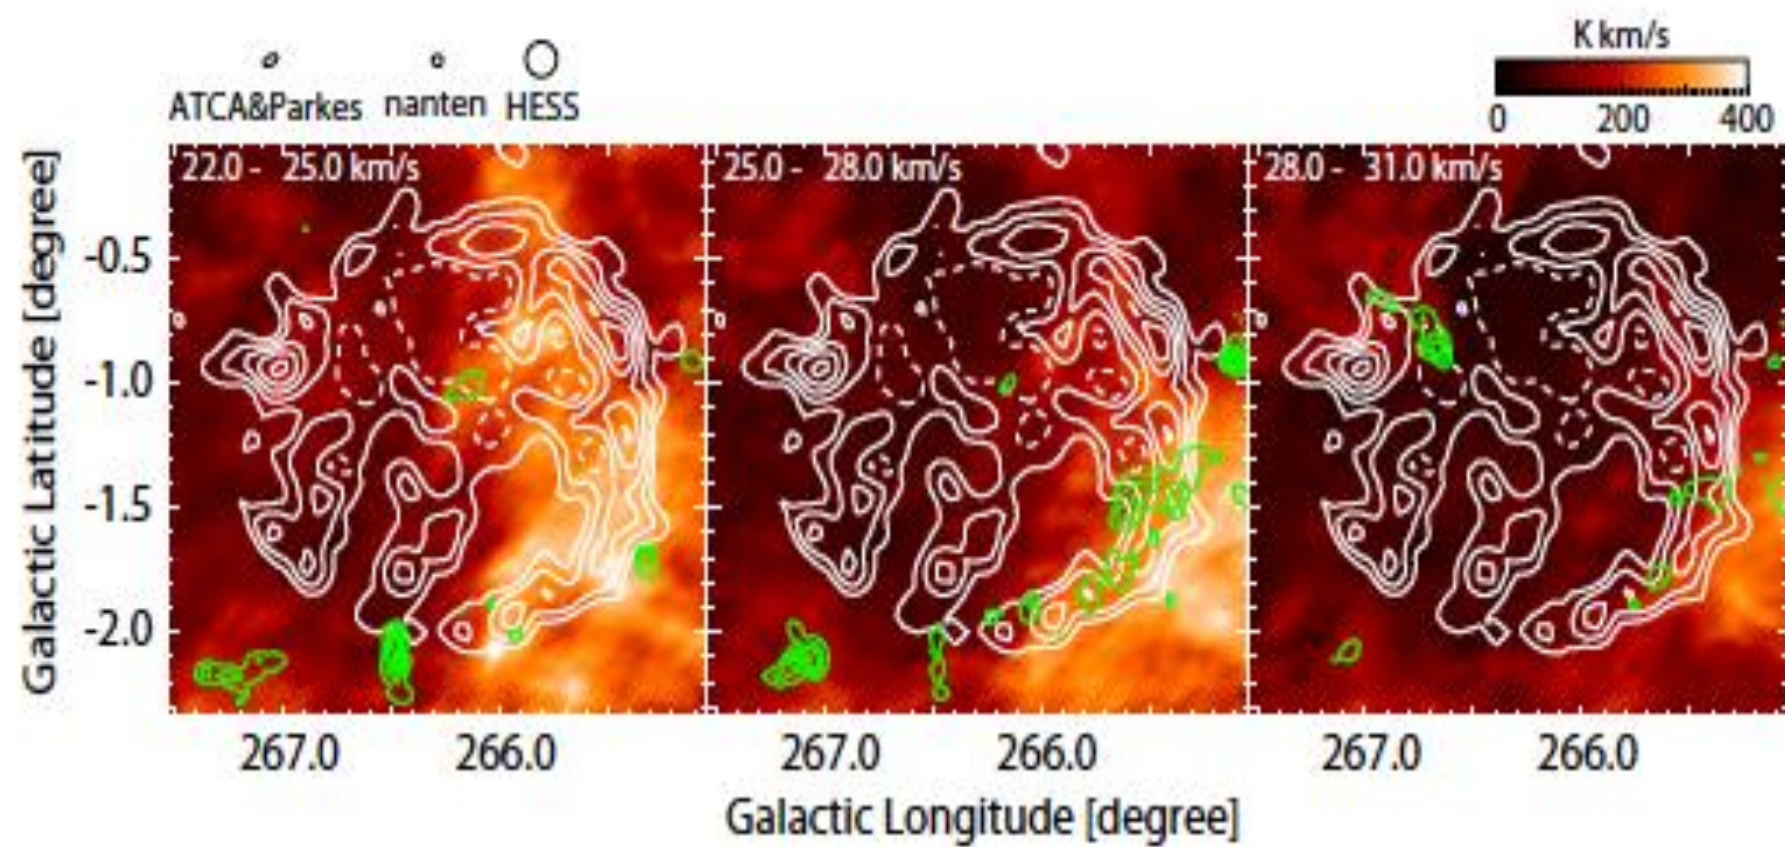 K km/s
ATCA&Parkes nanten HESS
0 200 400
22.0 - 25.0 km/s 25.0 - 28.0 km/s 28.0 - 31.0 km/s
Galactic Latitude [degree]
-0.5
-1.0
-1.5
-2.0
267.0 266.0 267.0 266.0 267.0 266.0
Galactic Longitude [degree]